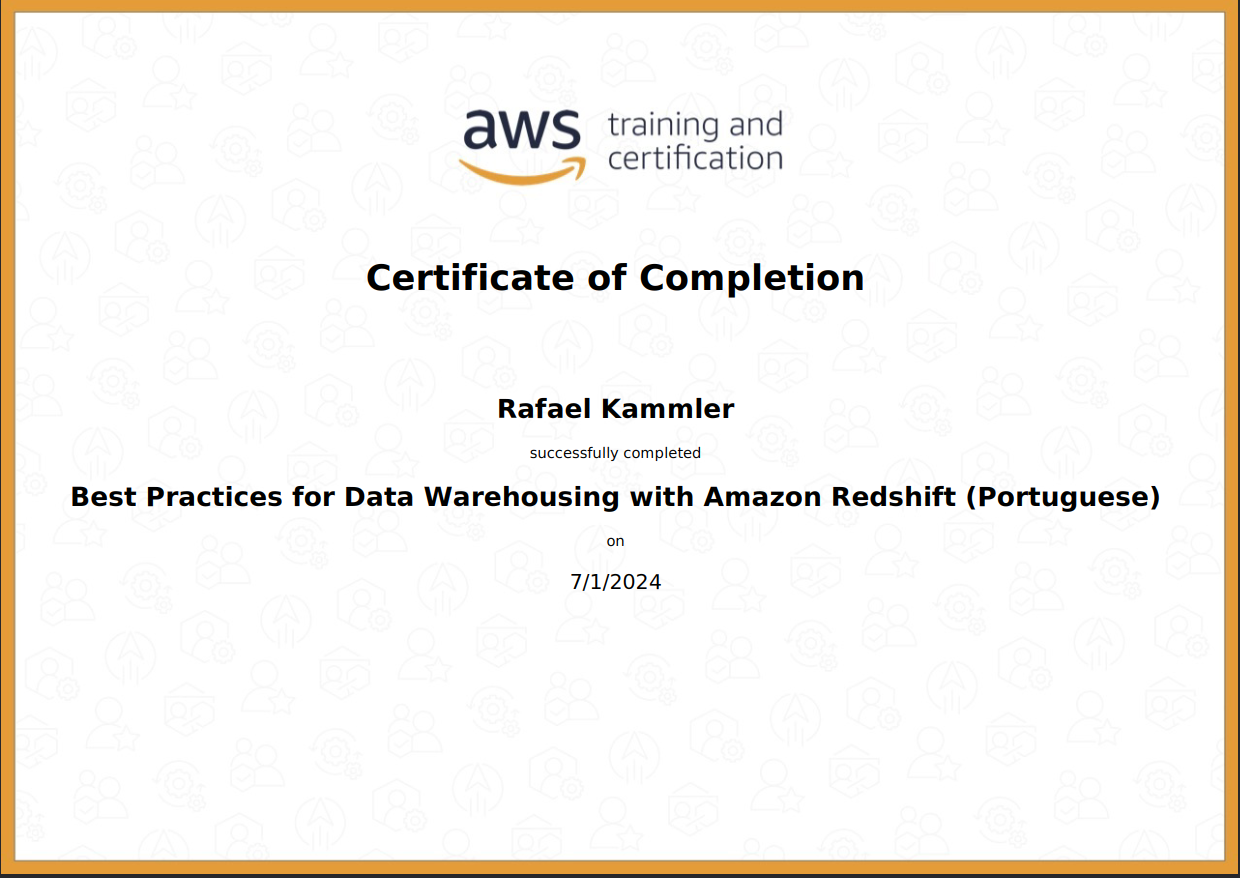 aws training and
certification
Certificate of Completion
Rafael Kammler
successfully completed
Best Practices for Data Warehousing with Amazon Redshift (Portuguese)
on
7/1/2024